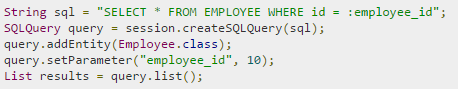 String sql = "SELECT * FROM EMPLOYEE WHERE id = :employee_id";
SQLQuery query = session.createSQLQuery(sql);
query.addEntity(Employee.class);
query.setParameter("employee_id", 10);
List results = query.list();